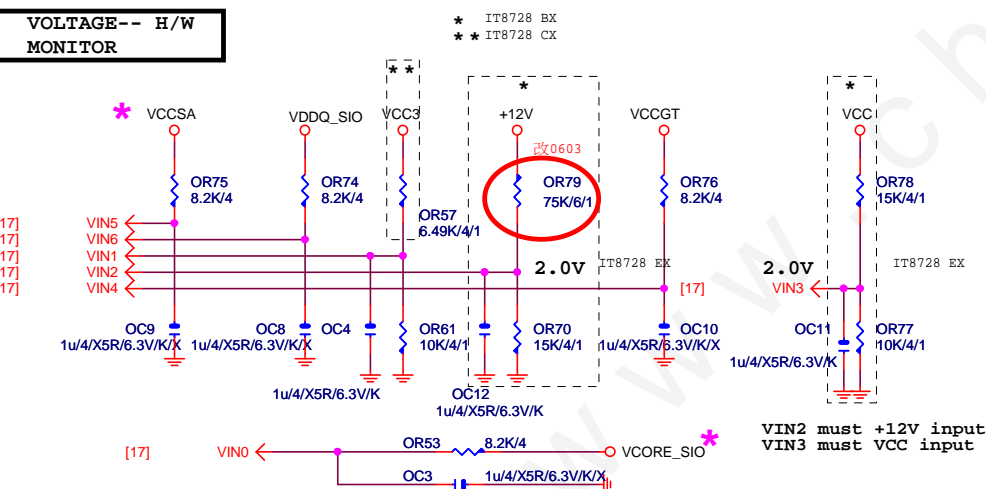 VOLTAGE-- H/W
MONITOR
* IT8728 BX
** IT8728 CX
**
*
*
*
VCCSA
VDDQ_SIO
VCC3
+12V
VCCGT
VCC
改0603
OR75
8.2K/4
OR74
8.2K/4
OR57
6.49K/4/1
OR79
75K/6/1
OR76
8.2K/4
OR78
15K/4/1
17]
VIN5
17]
VIN6
17]
VIN1
17]
VIN2
17]
VIN4
2.0V
IT8728 EX
[17]
2.0V
VIN3
IT8728 EX
OC9
1u/4/X5R/6.3V/K/X
OC8
1u/4/X5R/6.3V/K/X
OC4
1u/4/X5R/6.3V/K
OR61
10K/4/1
OC12
1u/4/X5R/6.3V/K
OR70
15K/4/1
OC10
1u/4/X5R/6.3V/K/X
OC11
1u/4/X5R/6.3V/K
OR77
10K/4/1
VIN2 must +12V input
VIN3 must VCC input
[17]
VIN0
OR53
8.2K/4
VCORE_SIO
*
OC3
1u/4/X5R/6.3V/K/X
www.ch